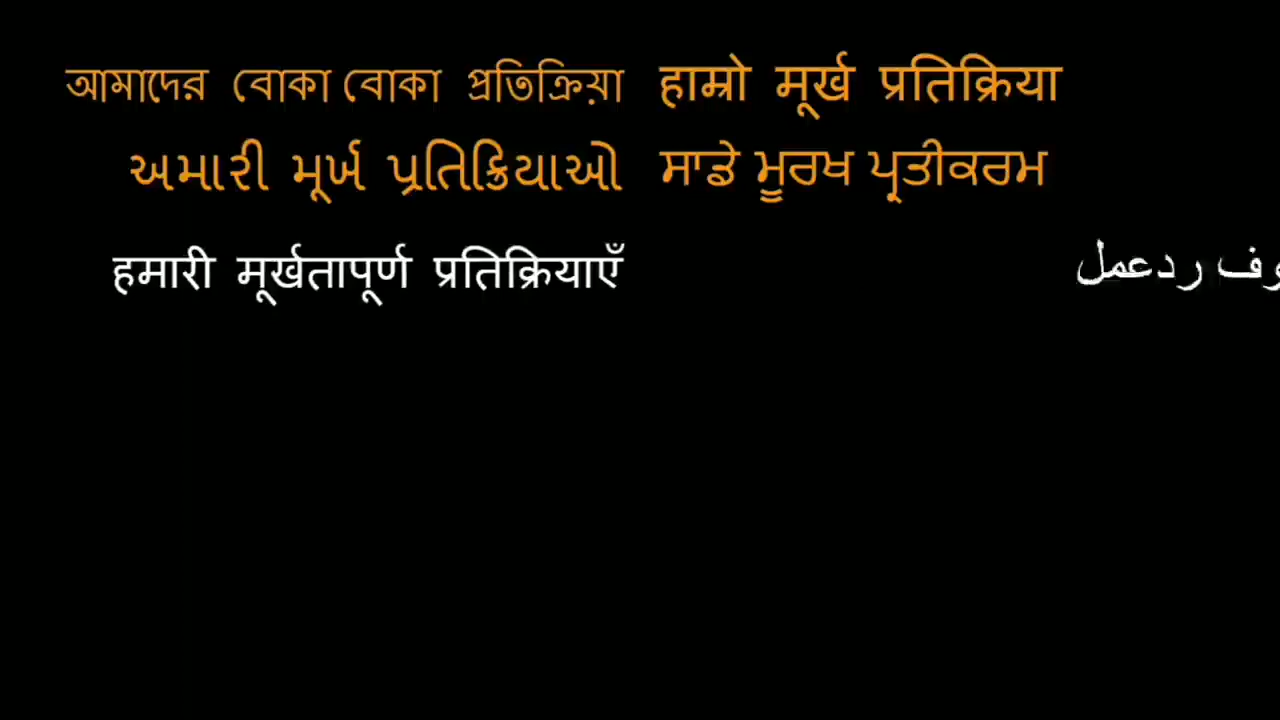 আমাদের বোকা বোকা প্রতিক্রিয়া हाम्रो मूर्ख प्रतिक्रिया
અમારી મૂર્ખ પ્રતિક્રિયાઓ ਸਾਡੇ ਮੂਰਖ ਪ੍ਰਤੀਕਰਮ
हमारी मूर्खतापूर्ण प्रतिक्रियाएँ ردعمل